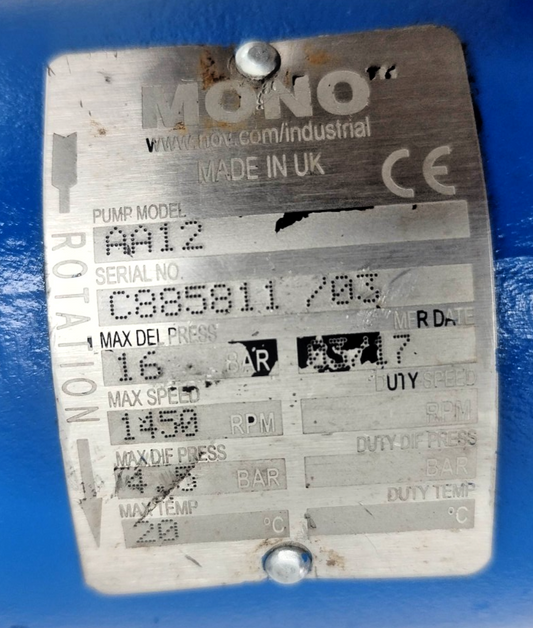 MONO
www.nov.com/industrial
MADE IN UK
CE
ROTATION
PUMP MODEL
AA12
SERIAL NO.
C885811 /03
MAX DEL PRESS MFR DATE
16 BAR 03/17
MAX SPEED DUTY SPEED
1450 RPM RPM
MAX DIF PRESS DUTY DIF PRESS
BAR BAR
MAX TEMP DUTY TEMP
20 °C °C